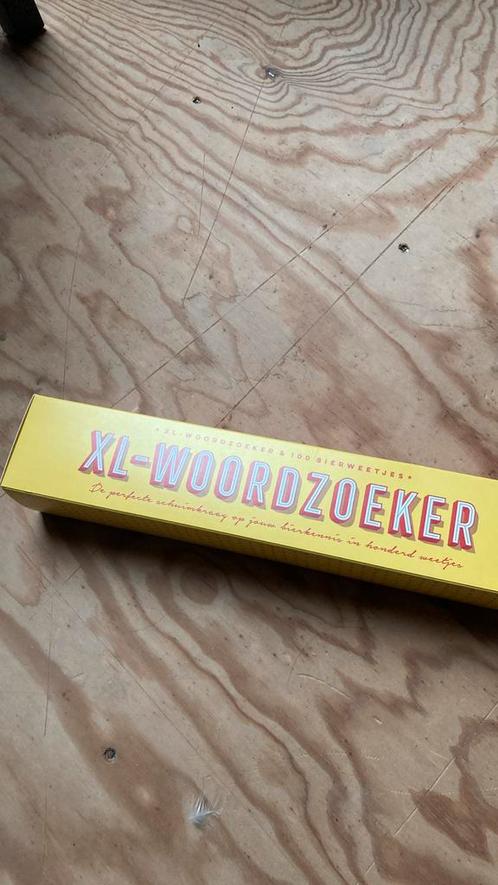 * XL-WOORDZOEKER & 100 BIERWEETJES *
XL-WOORDZOEKER
De perfecte schuimkraag op jouw bierkennis in honderd weetjes